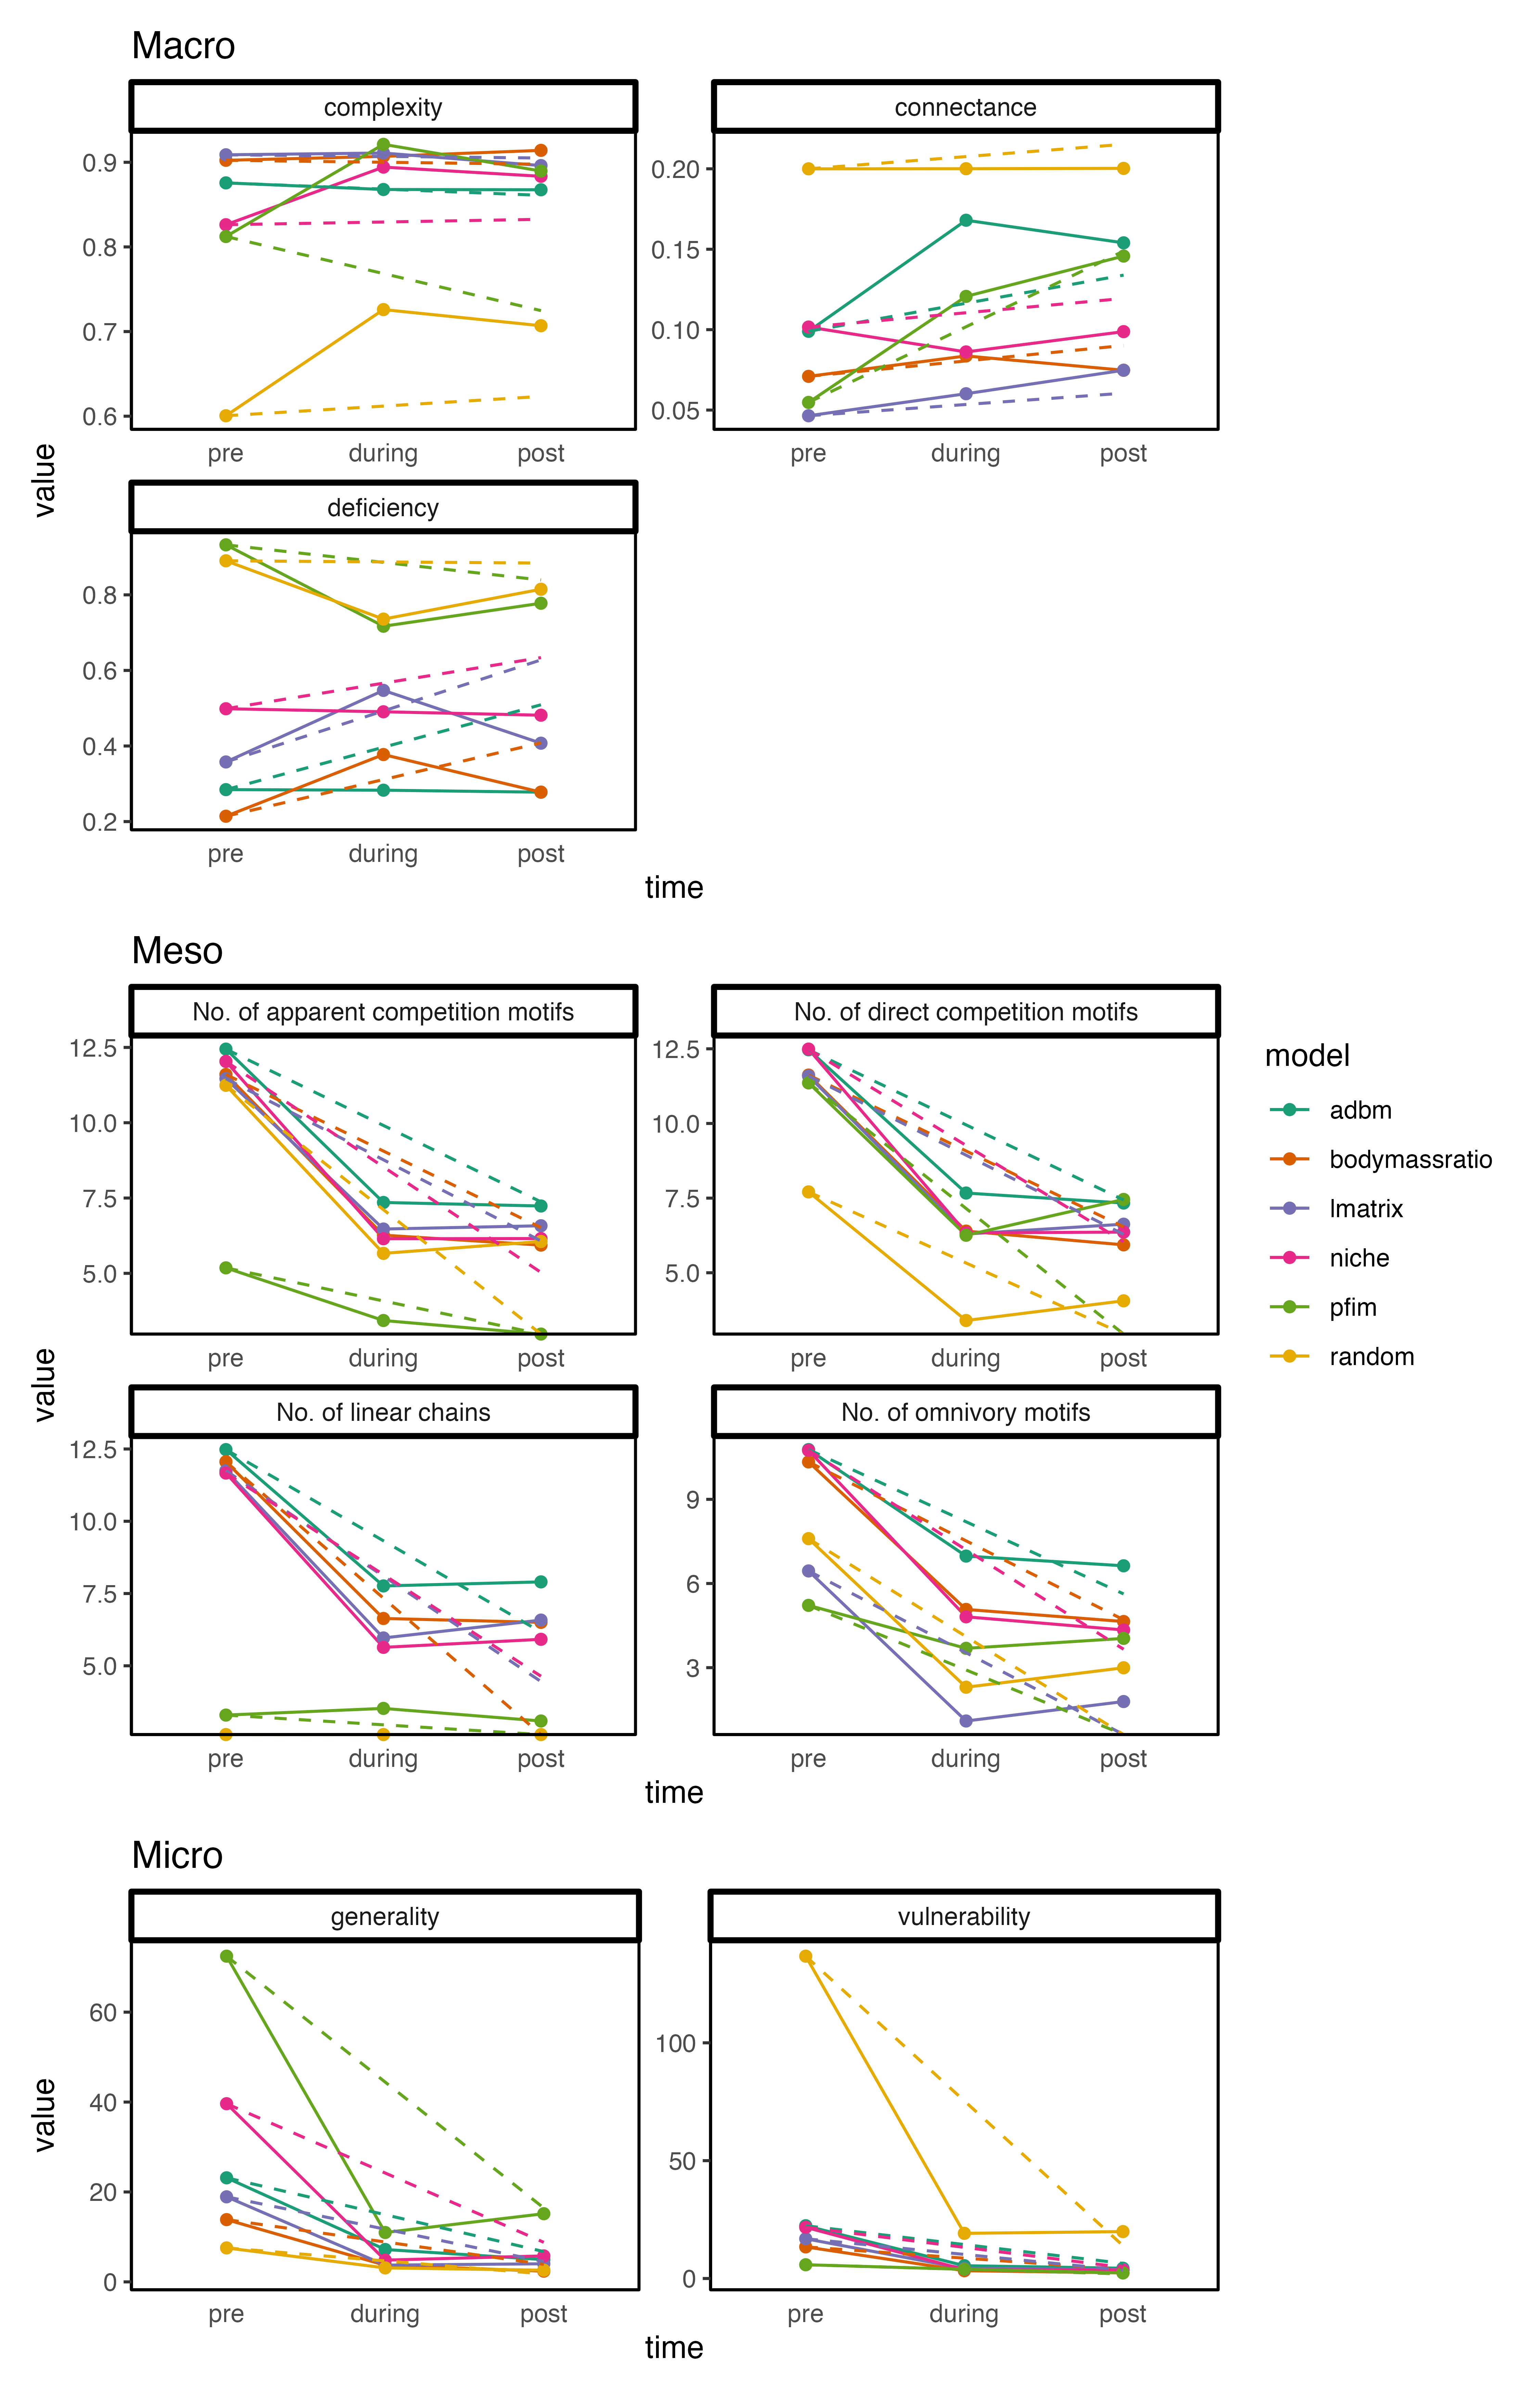 Macro
complexity
connectance
0.9
0.8
0.7
0.6
0.20
0.15
0.10
0.05
pre during post
pre during post
value
deficiency
0.8
0.6
0.4
0.2
pre during post
time
Meso
No. of apparent competition motifs
No. of direct competition motifs
12.5
10.0
7.5
5.0
12.5
10.0
7.5
5.0
pre during post
pre during post
value
No. of linear chains
No. of omnivory motifs
12.5
10.0
7.5
5.0
9
6
3
pre during post
pre during post
time
model
adbm
bodymassratio
lmatrix
niche
pfim
random
Micro
generality
vulnerability
value
60
40
20
0
100
50
0
pre during post
pre during post
time